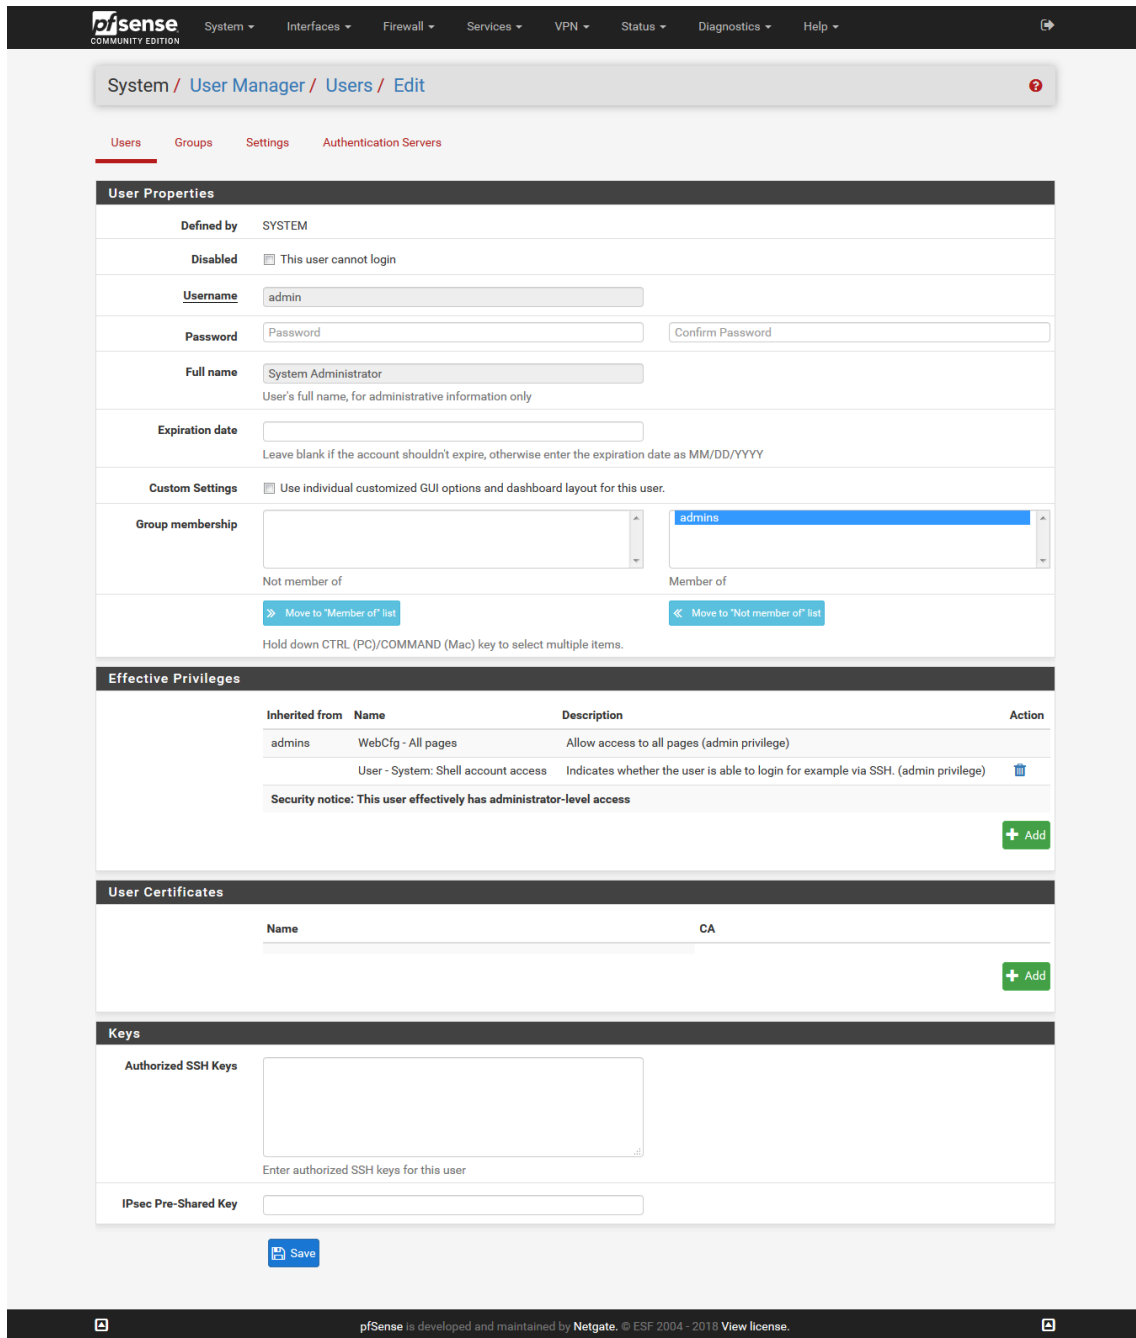 pfsense
COMMUNITY EDITION
System Interfaces Firewall Services VPN Status Diagnostics Help
System / User Manager / Users / Edit
Users Groups Settings Authentication Servers
User Properties
Defined by SYSTEM
Disabled This user cannot login
Username admin
Password Password Confirm Password
Full name System Administrator
User's full name, for administrative information only
Expiration date
Leave blank if the account shouldn't expire, otherwise enter the expiration date as MM/DD/YYYY
Custom Settings Use individual customized GUI options and dashboard layout for this user.
Group membership admins
Not member of Member of
Move to "Member of" list Move to "Not member of" list
Hold down CTRL (PC)/COMMAND (Mac) key to select multiple items.
Effective Privileges
Inherited from Name Description Action
admins WebCfg - All pages Allow access to all pages (admin privilege)
User - System: Shell account access Indicates whether the user is able to login for example via SSH. (admin privilege)
Security notice: This user effectively has administrator-level access
Add
User Certificates
Name CA
Add
Keys
Authorized SSH Keys
Enter authorized SSH keys for this user
IPsec Pre-Shared Key
Save
pfSense is developed and maintained by Netgate. © ESF 2004 - 2018 View license.